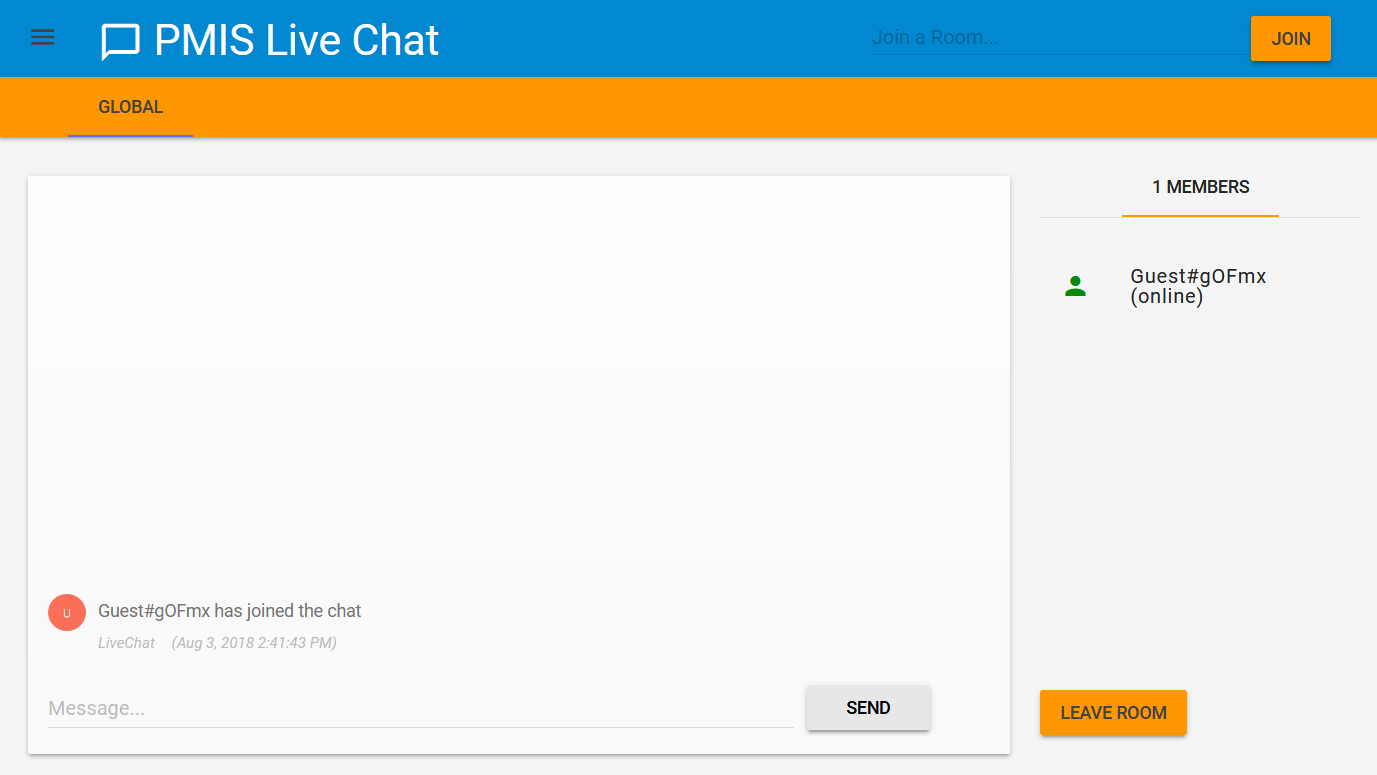 PMIS Live Chat
Join a Room...
JOIN
GLOBAL
1 MEMBERS
Guest#gOFmx
(online)
U
Guest#gOFmx has joined the chat
LiveChat (Aug 3, 2018 2:41:43 PM)
Message...
SEND
LEAVE ROOM